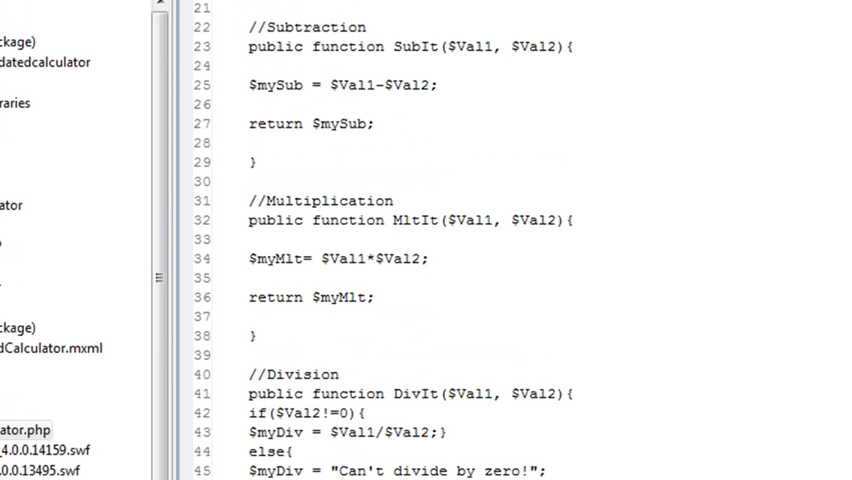 21
22 //Subtraction
ckage)
23 public function SubIt($Val1, $Val2){
datedcalculator
24
25 $mySub = $Val1-$Val2;
raries
26
27 return $mySub;
28
29 }
30
31 //Multiplication
ator
32 public function MltIt($Val1, $Val2){
33
34 $myMlt= $Val1*$Val2;
35
36 return $myMlt;
37
ckage)
38 }
dCalculator.mxml
39
40 //Division
41 public function DivIt($Val1, $Val2){
42 if($Val2!=0){
ator.php
43 $myDiv = $Val1/$Val2;}
_4.0.0.14159.swf
44 else{
.0.0.13495.swf
45 $myDiv = "Can't divide by zero!";